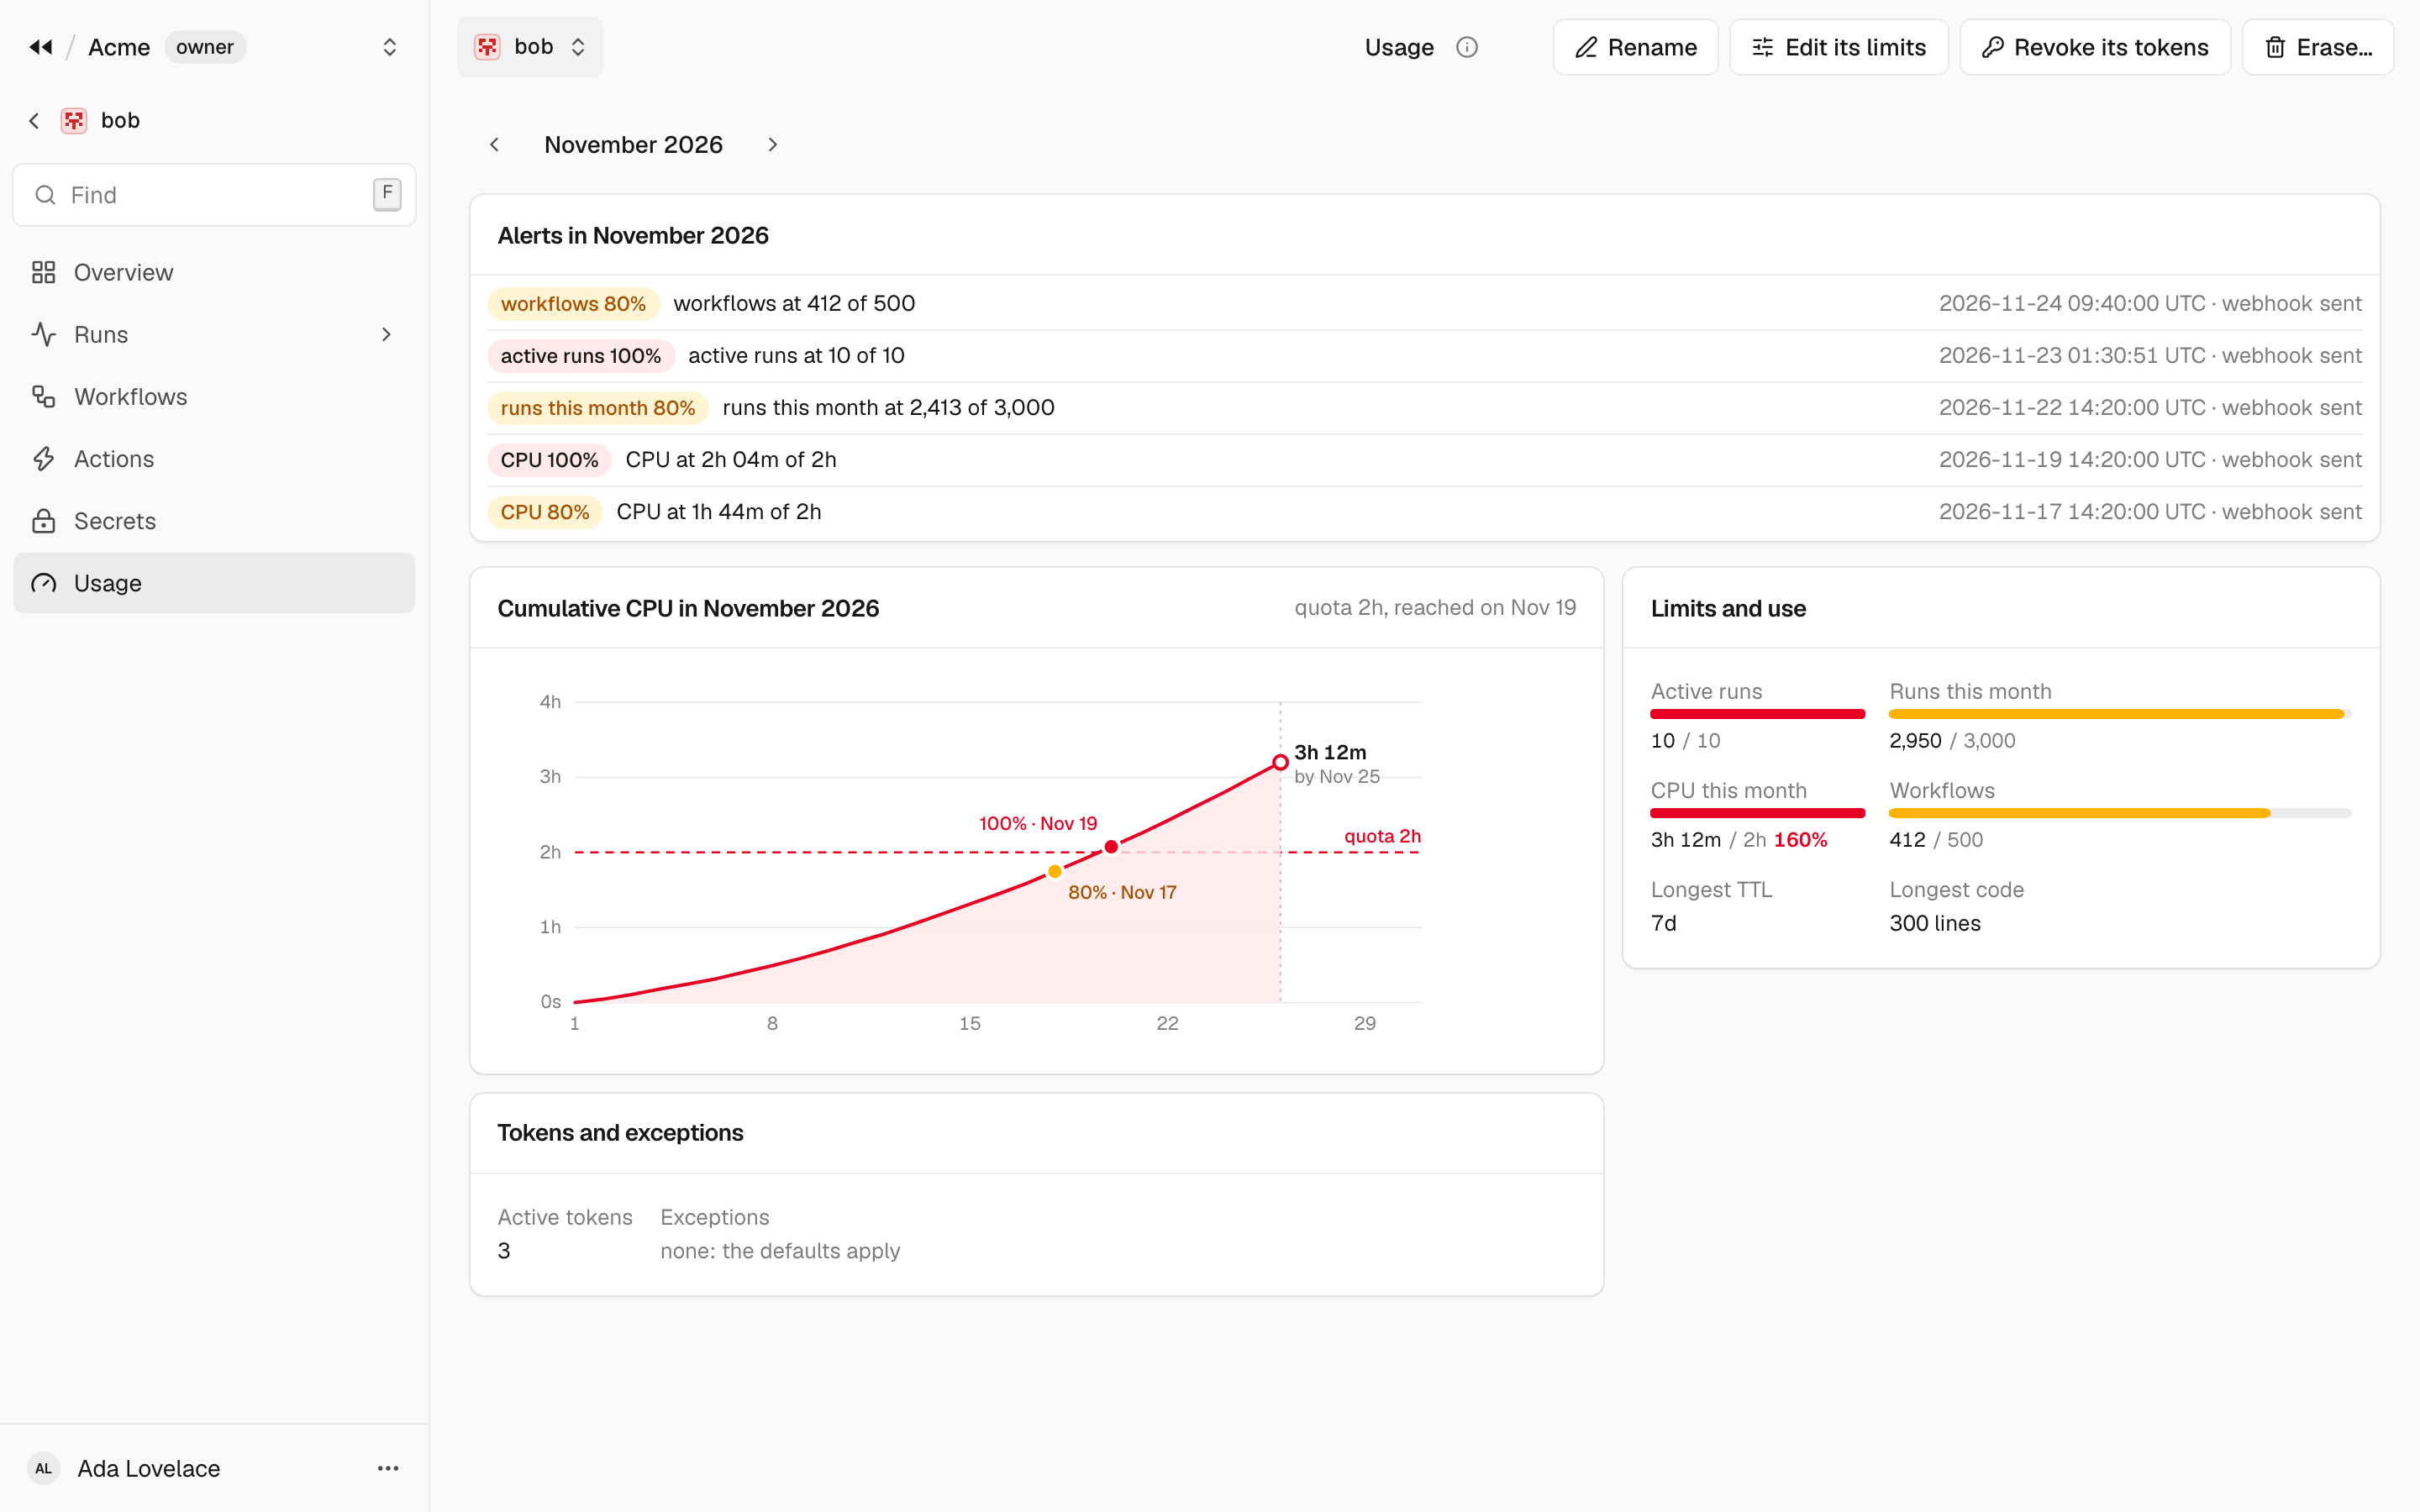 Acme owner
bob
Find F
Overview
Runs
Workflows
Actions
Secrets
Usage
AL Ada Lovelace
bob
Usage
Rename
Edit its limits
Revoke its tokens
Erase...
November 2026
Alerts in November 2026
workflows 80% workflows at 412 of 500 2026-11-24 09:40:00 UTC · webhook sent
active runs 100% active runs at 10 of 10 2026-11-23 01:30:51 UTC · webhook sent
runs this month 80% runs this month at 2,413 of 3,000 2026-11-22 14:20:00 UTC · webhook sent
CPU 100% CPU at 2h 04m of 2h 2026-11-19 14:20:00 UTC · webhook sent
CPU 80% CPU at 1h 44m of 2h 2026-11-17 14:20:00 UTC · webhook sent
Cumulative CPU in November 2026 quota 2h, reached on Nov 19
4h
3h
2h
1h
0s
1 8 15 22 29
3h 12m
by Nov 25
100% · Nov 19
quota 2h
80% · Nov 17
Limits and use
Active runs
10 / 10
Runs this month
2,950 / 3,000
CPU this month
3h 12m / 2h 160%
Workflows
412 / 500
Longest TTL
7d
Longest code
300 lines
Tokens and exceptions
Active tokens
3
Exceptions
none: the defaults apply